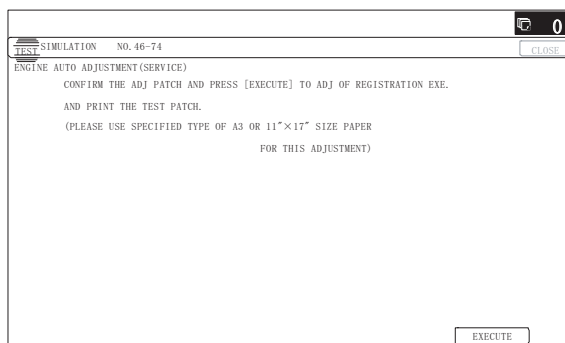 0
TEST SIMULATION NO.46-74
CLOSE
ENGINE AUTO ADJUSTMENT(SERVICE)
CONFIRM THE ADJ PATCH AND PRESS [EXECUTE] TO ADJ OF REGISTRATION EXE.
AND PRINT THE TEST PATCH.
(PLEASE USE SPECIFIED TYPE OF A3 OR 11″×17″ SIZE PAPER
FOR THIS ADJUSTMENT)
EXECUTE